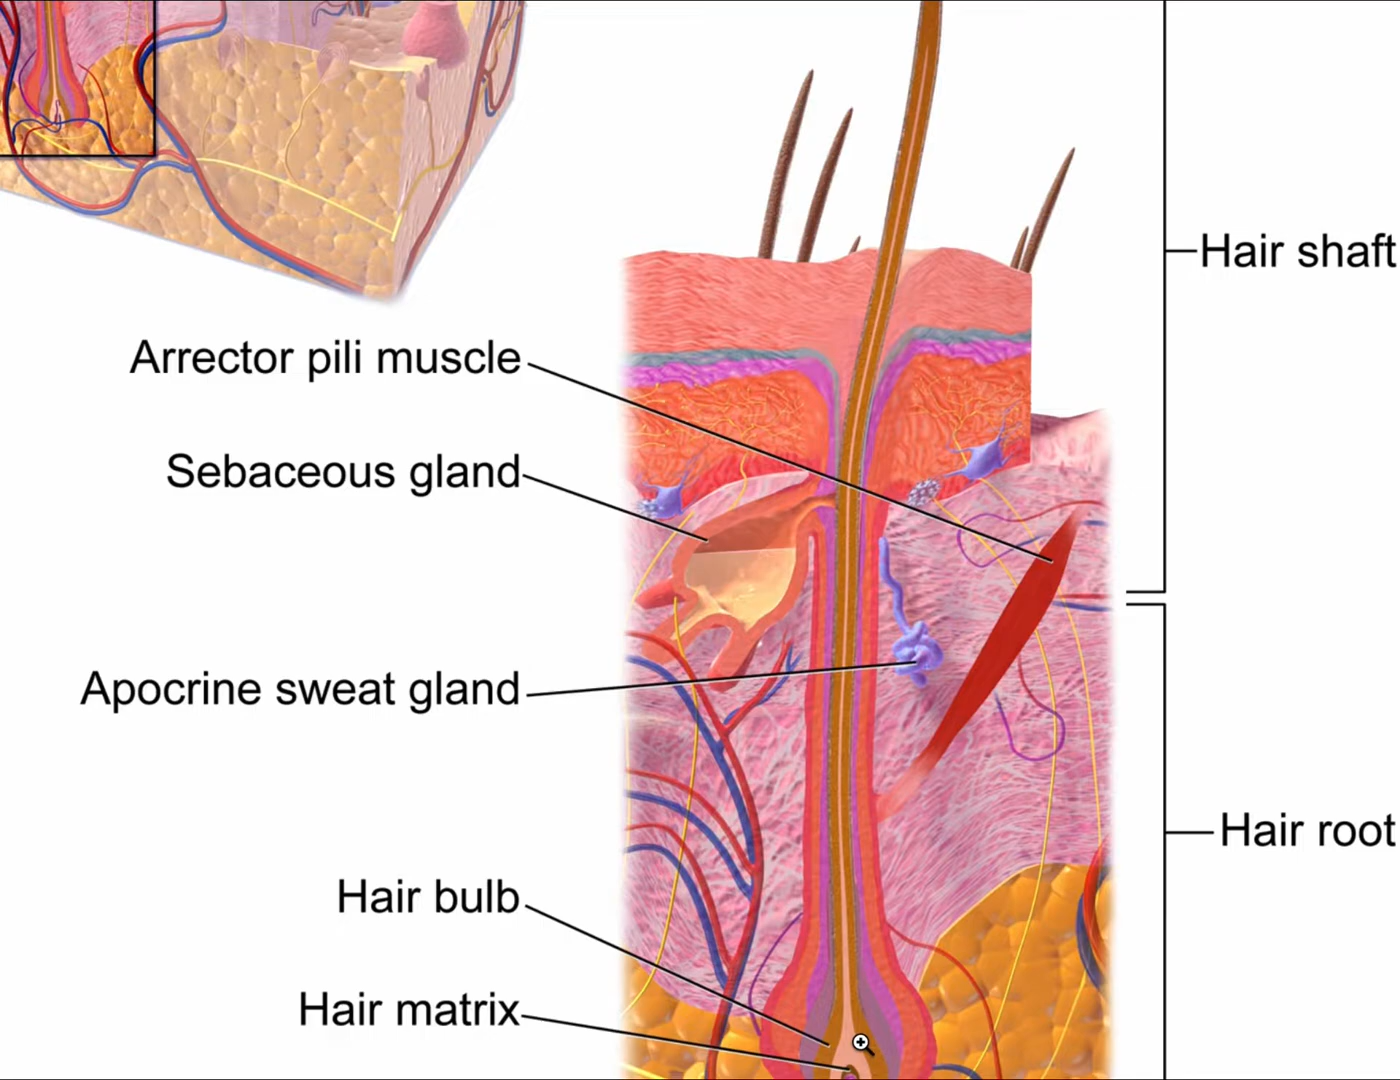 Hair shaft
Arrector pili muscle
Sebaceous gland
Apocrine sweat gland
Hair root
Hair bulb
Hair matrix